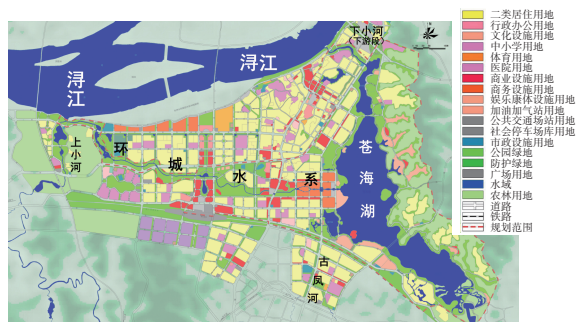 下小河
(下游段)
浔江
浔江
上小河
环城水系
苍海湖
古凤河
二类居住用地
行政办公用地
文化设施用地
中小学用地
体育用地
医院用地
商业设施用地
商务设施用地
娱乐康体设施用地
加油加气站用地
公共交通场站用地
社会停车场库用地
市政设施用地
公园绿地
防护绿地
广场用地
水域
农林用地
道路
铁路
规划范围